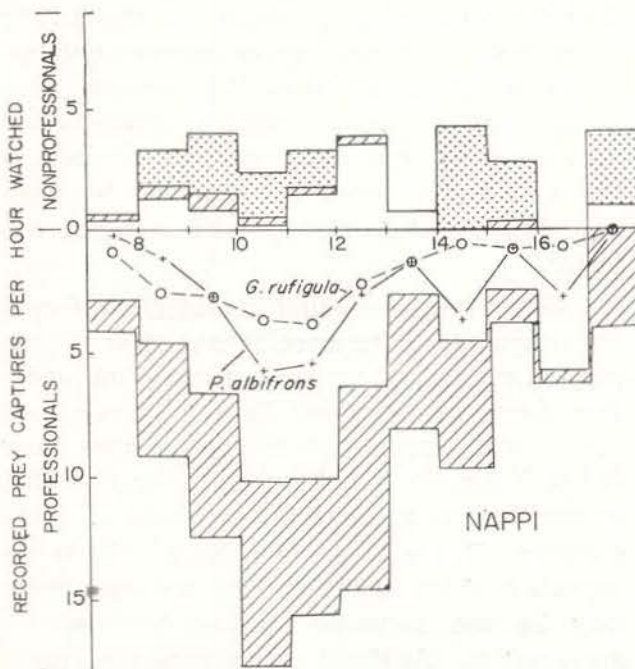 RECORDED PREY CAPTURES PER HOUR WATCHED
NONPROFESSIONALS
PROFESSIONALS
5
0
8
10
12
14
16
G. rufigula
5
P. albifrons
10
NAPPI
15